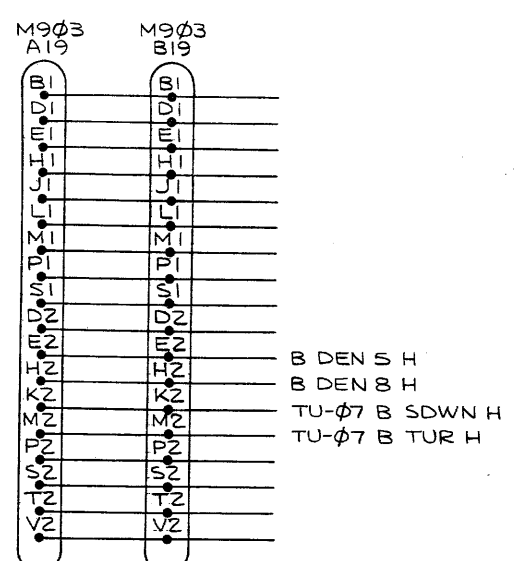 M9Ø3 M9Ø3
A19 B19
B1 B1
D1 D1
E1 E1
H1 H1
J1 J1
L1 L1
M1 M1
P1 P1
S1 S1
D2 D2
E2 E2 B DEN 5 H
H2 H2 B DEN 8 H
K2 K2 TU-Ø7 B SDWN H
M2 M2 TU-Ø7 B TUR H
P2 P2
S2 S2
T2 T2
V2 V2